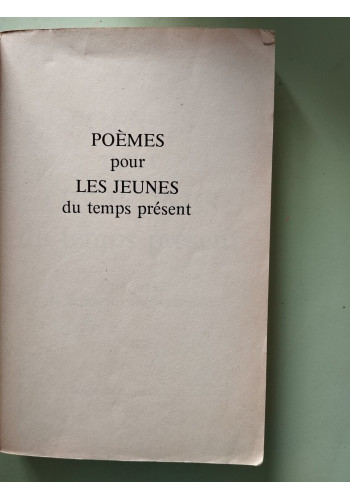 POÈMES
pour
LES JEUNES
du temps présent